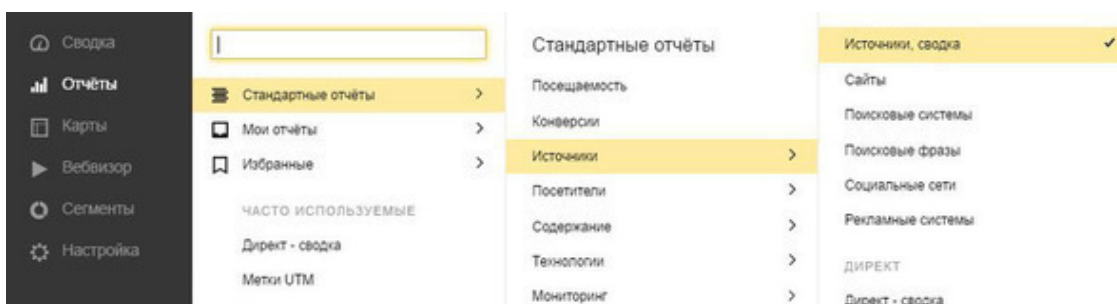 Сводка
Отчёты
Карты
Вебвизор
Сегменты
Настройка
Стандартные отчёты
Мои отчёты
Избранные
ЧАСТО ИСПОЛЬЗУЕМЫЕ
Директ - сводка
Метки UTM
Стандартные отчёты
Посещаемость
Конверсии
Источники
Посетители
Содержание
Технологии
Мониторинг
Источники, сводка
Сайты
Поисковые системы
Поисковые фразы
Социальные сети
Рекламные системы
ДИРЕКТ
Директ - сводка